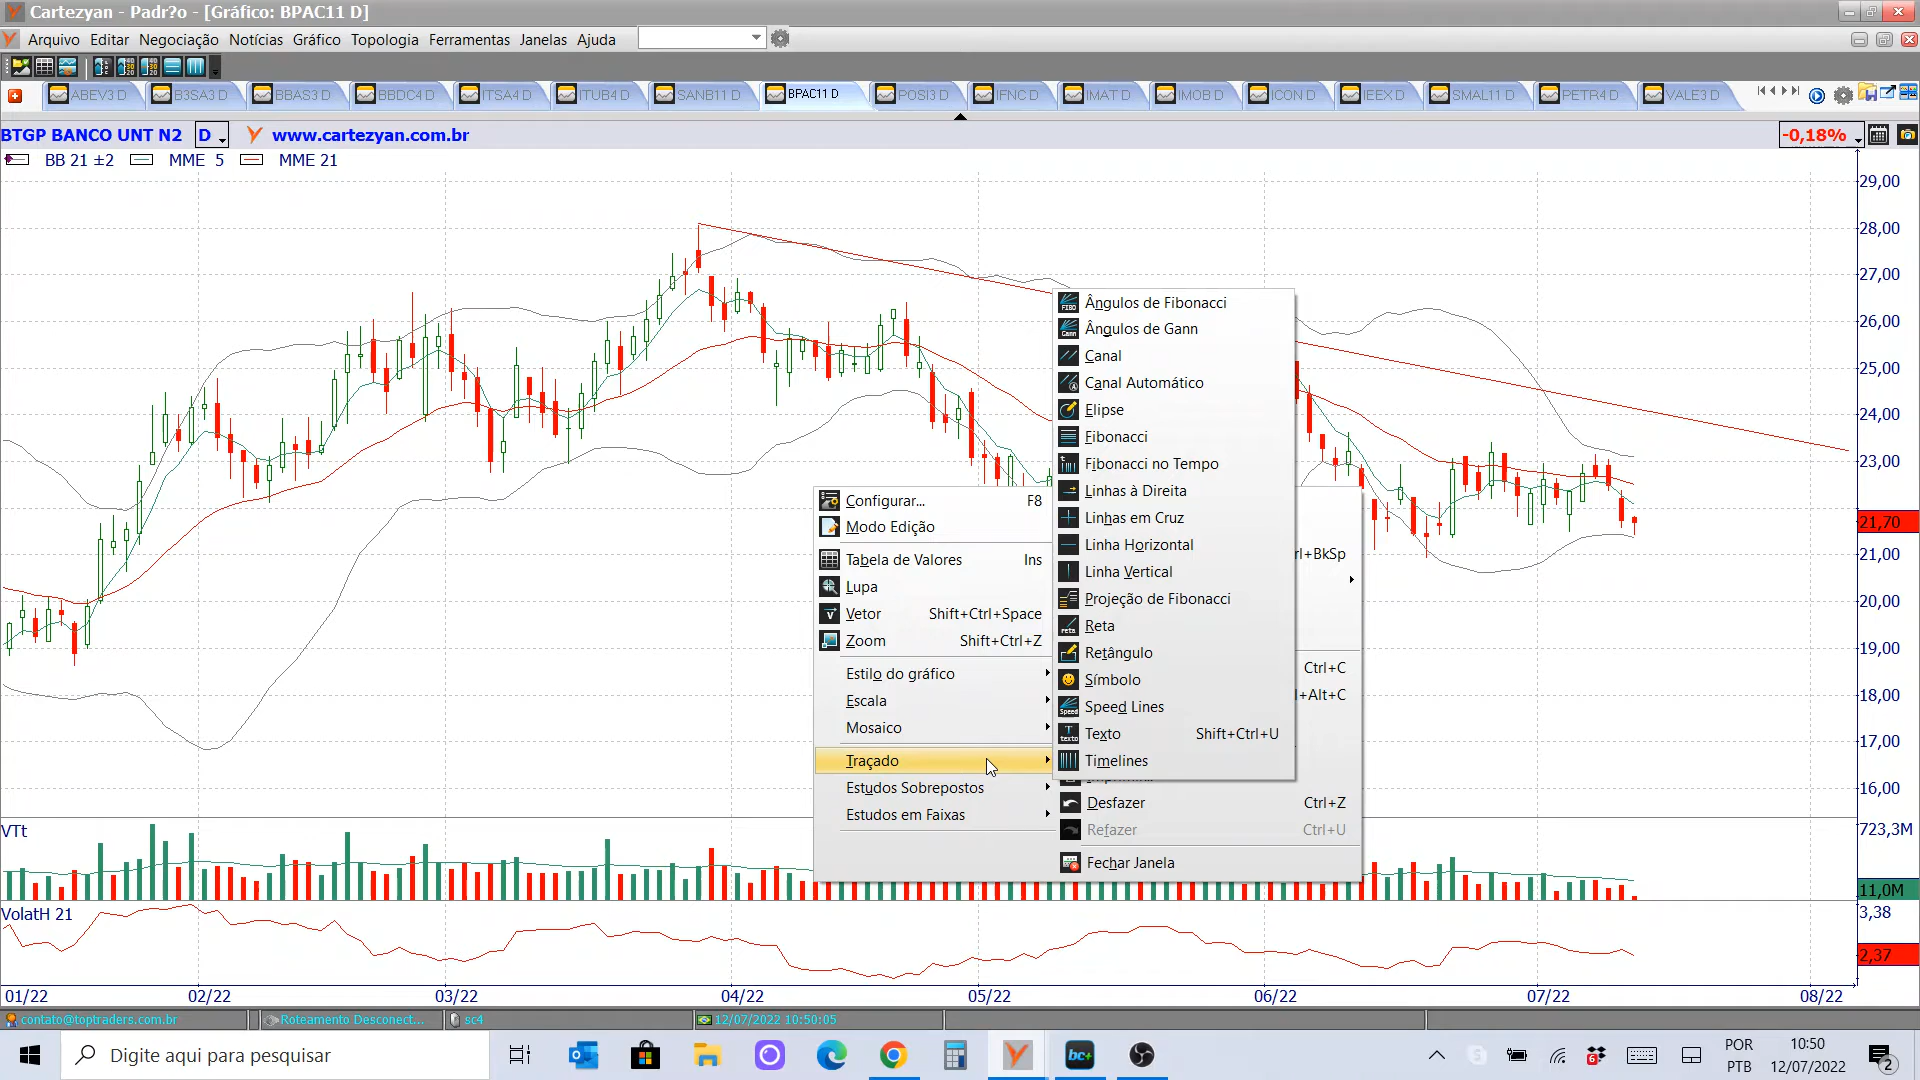 Cartezyan - Padr?o - [Gráfico: BPAC11 D]
Arquivo Editar Negociação Notícias Gráfico Topologia Ferramentas Janelas Ajuda
ABEV3 D B3SA3 D BBAS3 D BBDC4 D ITSA4 D ITUB4 D SANB11 D BPAC11 D POSI3 D IFNC D IMAT D IMOB D ICON D IEEX D SMAL11 D PETR4 D VALE3 D
BTGP BANCO UNT N2 D www.cartezyan.com.br -0,18%
BB 21 ±2 MME 5 MME 21
29,00
28,00
27,00
26,00
25,00
24,00
23,00
21,70
21,00
20,00
19,00
18,00
17,00
16,00
Ângulos de Fibonacci
Ângulos de Gann
Canal
Canal Automático
Elipse
Fibonacci
Fibonacci no Tempo
Linhas à Direita
Linhas em Cruz
Linha Horizontal
Linha Vertical
Projeção de Fibonacci
Reta
Retângulo
Símbolo
Speed Lines
Texto Shift+Ctrl+U
Timelines
Configurar... F8
Modo Edição
Tabela de Valores Ins
Lupa
Vetor Shift+Ctrl+Space
Zoom Shift+Ctrl+Z
Estilo do gráfico
Escala
Mosaico
Traçado
Estudos Sobrepostos
Estudos em Faixas
rl+BkSp
Ctrl+C
l+Alt+C
Desfazer Ctrl+Z
Refazer Ctrl+U
Fechar Janela
VTt
723,3M
11,0M
VolatH 21
3,38
2,37
01/22 02/22 03/22 04/22 05/22 06/22 07/22 08/22
contato@toptraders.com.br Roteamento Desconect... sc4 12/07/2022 10:50:05
Digite aqui para pesquisar
bc+
6
POR
PTB
10:50
12/07/2022
2